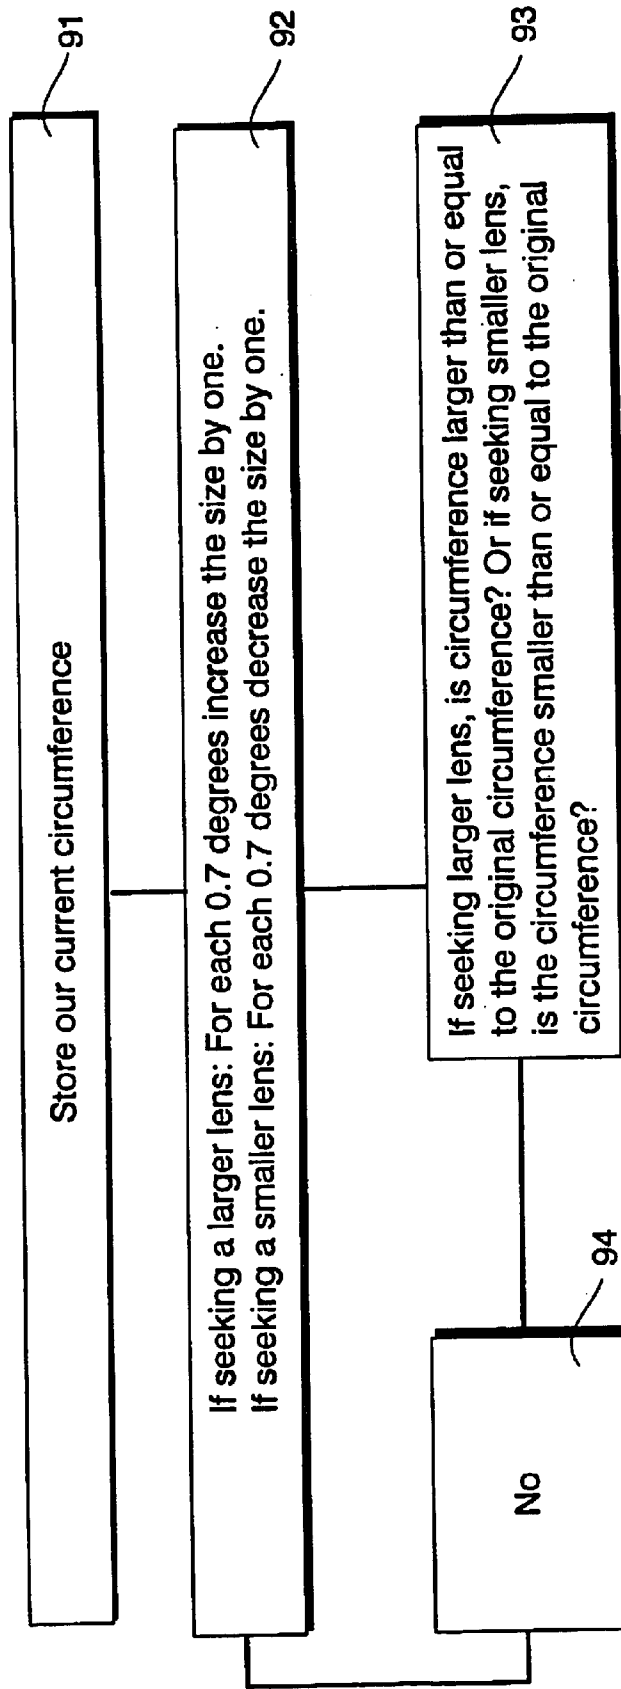 Store our current circumference
91
If seeking a larger lens: For each 0.7 degrees increase the size by one.
If seeking a smaller lens: For each 0.7 degrees decrease the size by one.
92
If seeking larger lens, is circumference larger than or equal
to the original circumference? Or if seeking smaller lens,
is the circumference smaller than or equal to the original
circumference?
93
No
94